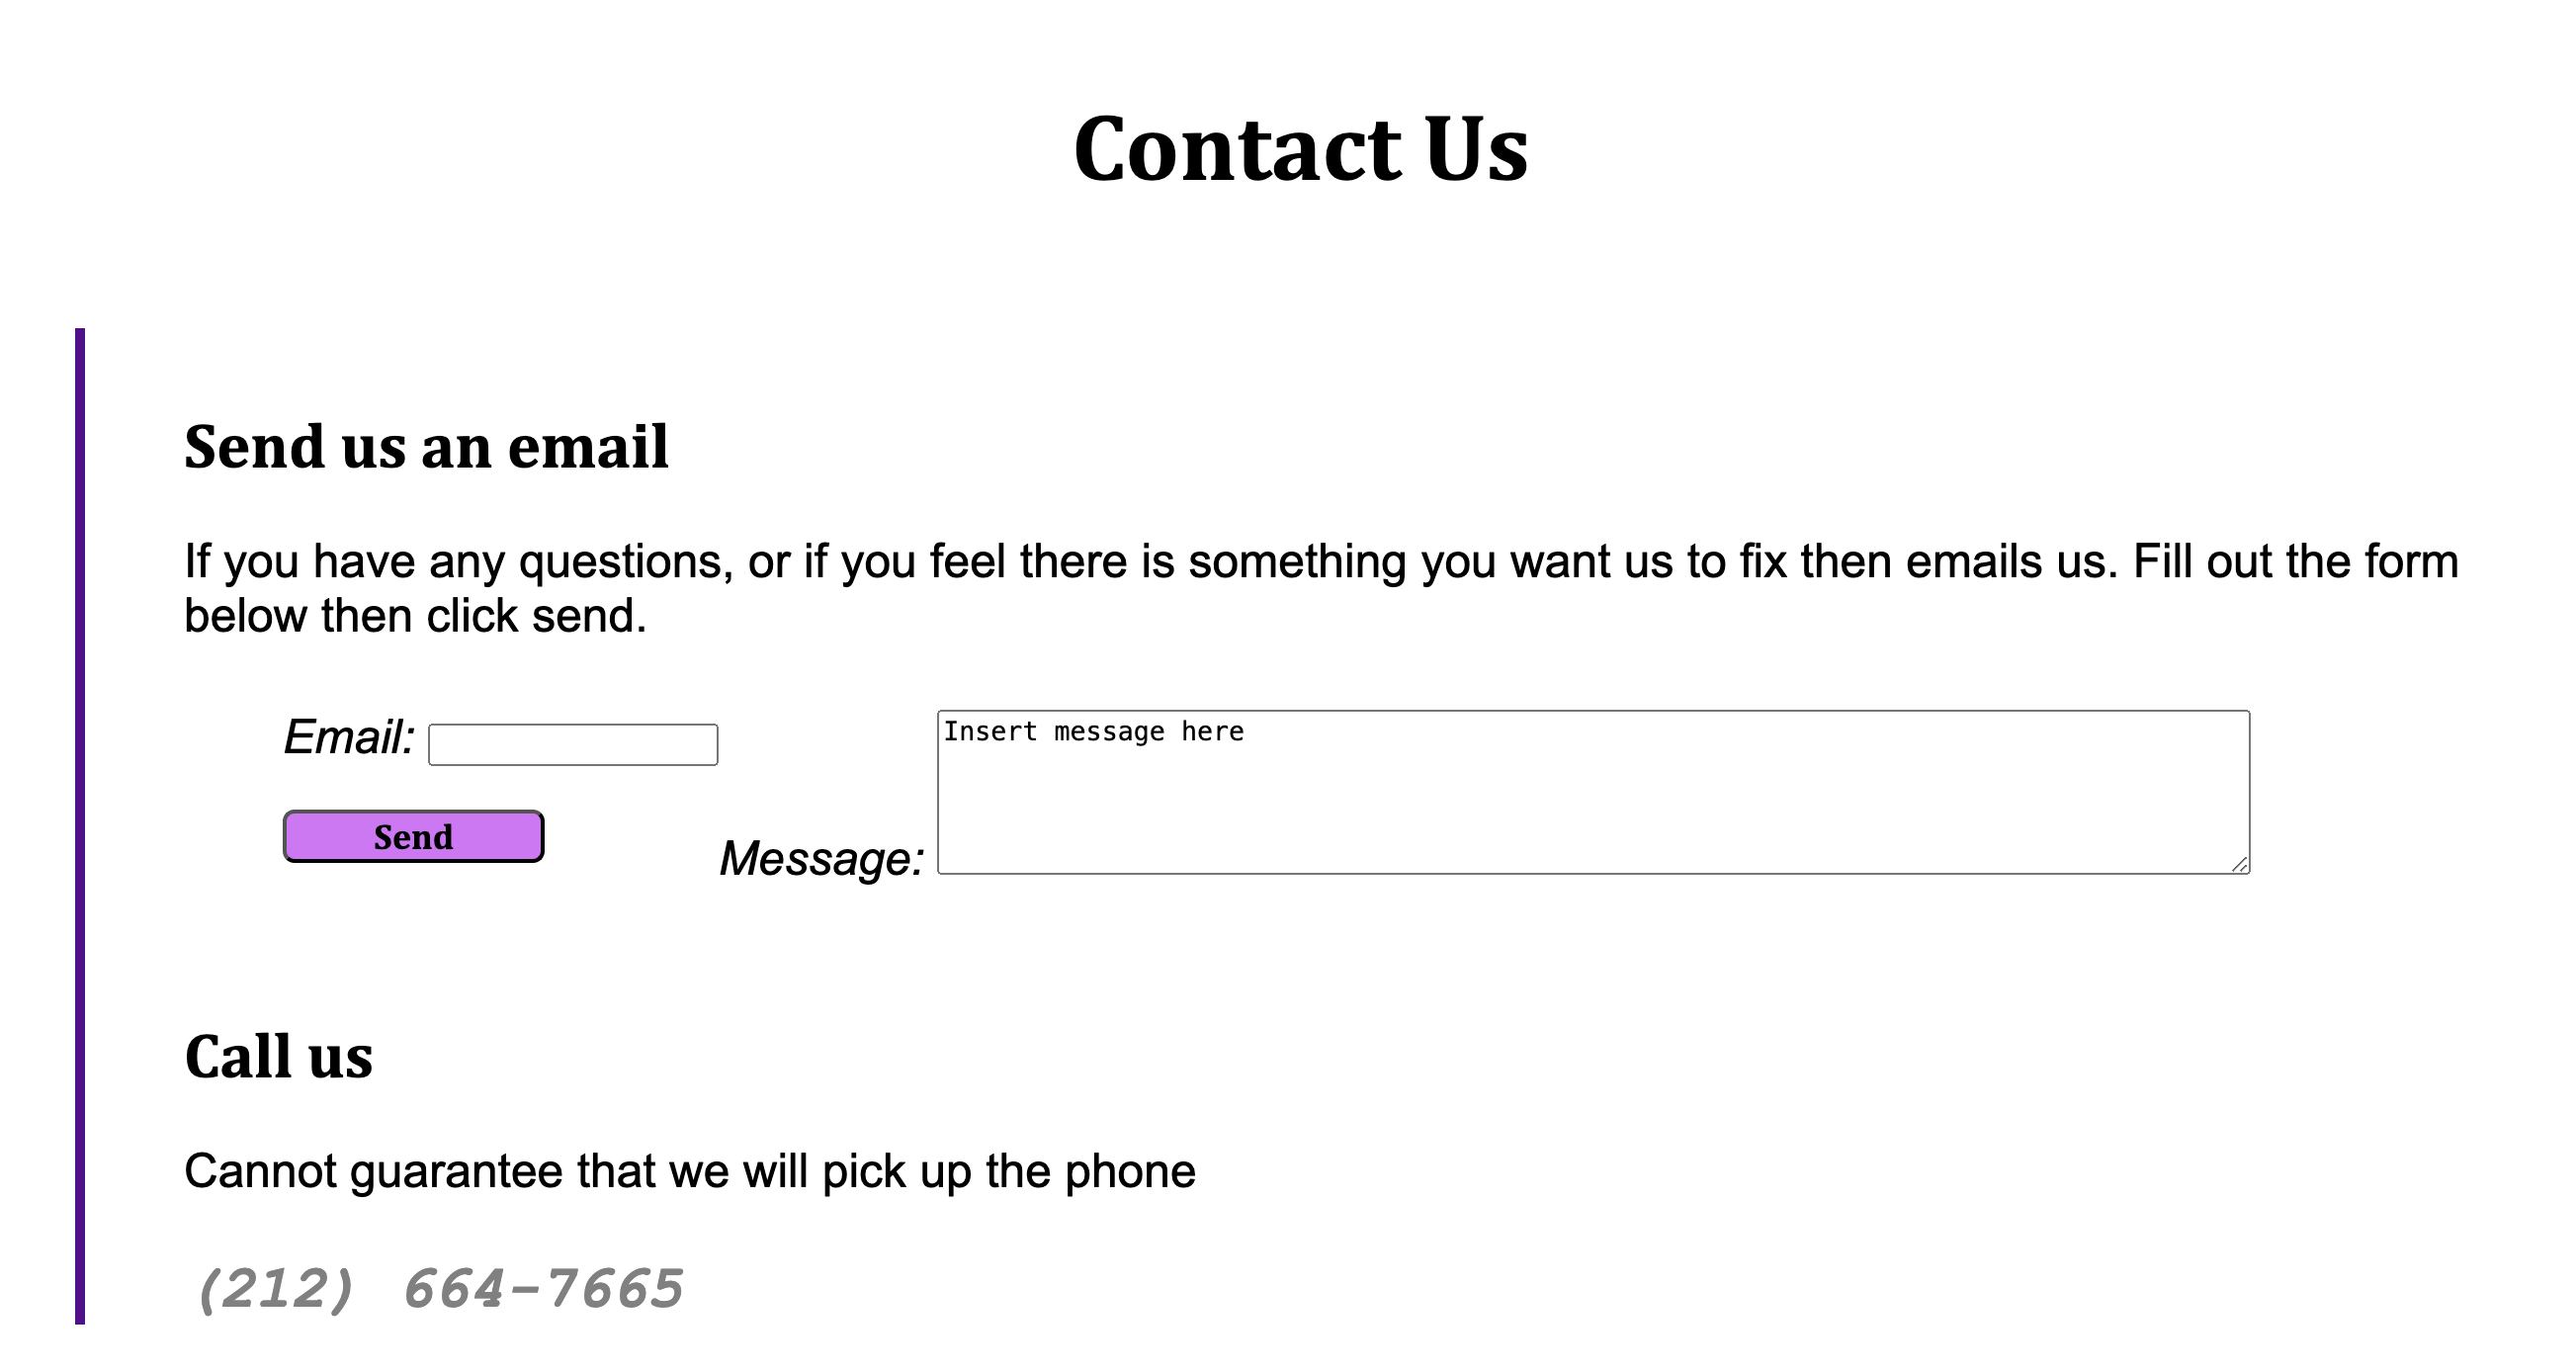 Contact Us
Send us an email
If you have any questions, or if you feel there is something you want us to fix then emails us. Fill out the form
below then click send.
Email:
Insert message here
Send
Message:
Call us
Cannot guarantee that we will pick up the phone
(212) 664-7665